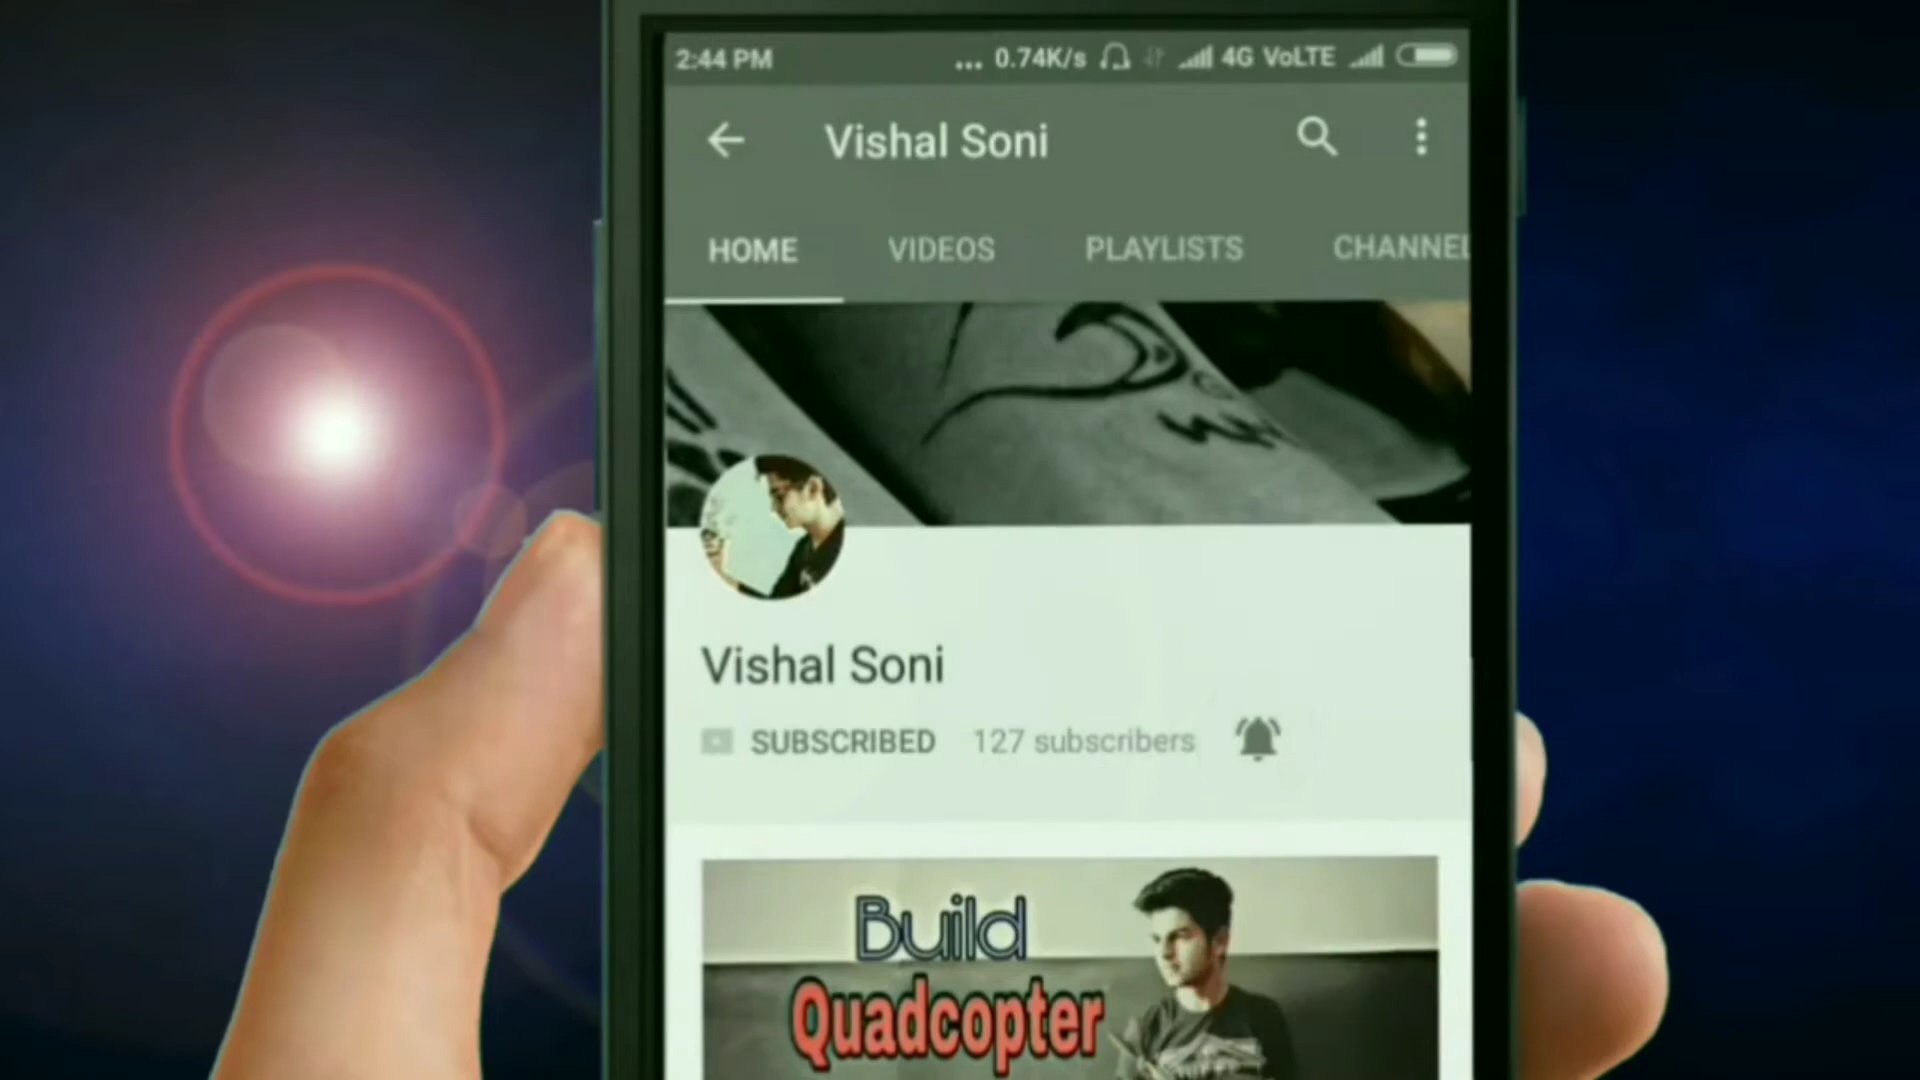 2:44 PM ... 0.74K/s 4G VoLTE
Vishal Soni
HOME VIDEOS PLAYLISTS CHANNEL
Vishal Soni
SUBSCRIBED 127 subscribers
Build
Quadcopter